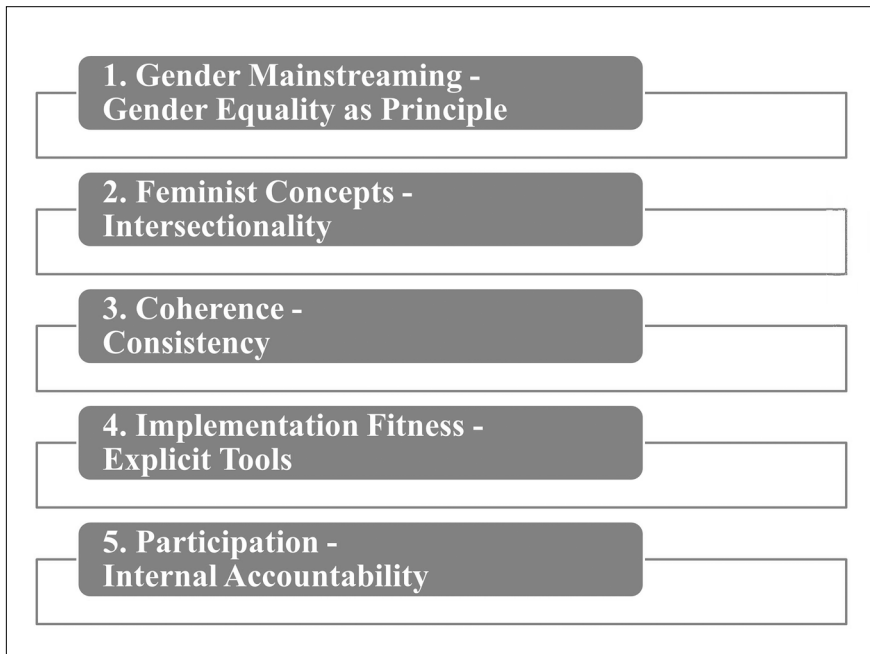 1. Gender Mainstreaming -
Gender Equality as Principle
2. Feminist Concepts -
Intersectionality
3. Coherence -
Consistency
4. Implementation Fitness -
Explicit Tools
5. Participation -
Internal Accountability